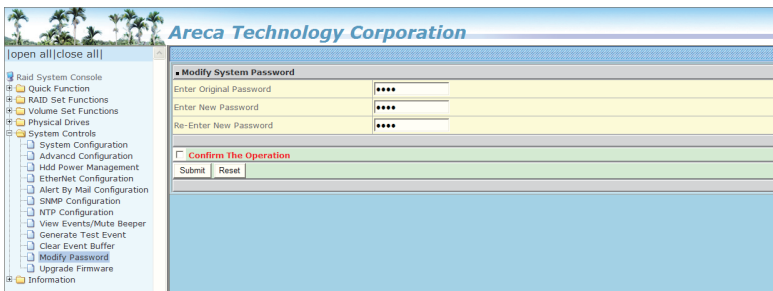 Areca Technology Corporation
|open all|close all|
Raid System Console
Quick Function
RAID Set Functions
Volume Set Functions
Physical Drives
System Controls
System Configuration
Advancd Configuration
Hdd Power Management
EtherNet Configuration
Alert By Mail Configuration
SNMP Configuration
NTP Configuration
View Events/Mute Beeper
Generate Test Event
Clear Event Buffer
Modify Password
Upgrade Firmware
Information
Modify System Password
Enter Original Password ••••
Enter New Password ••••
Re-Enter New Password ••••
Confirm The Operation
Submit Reset